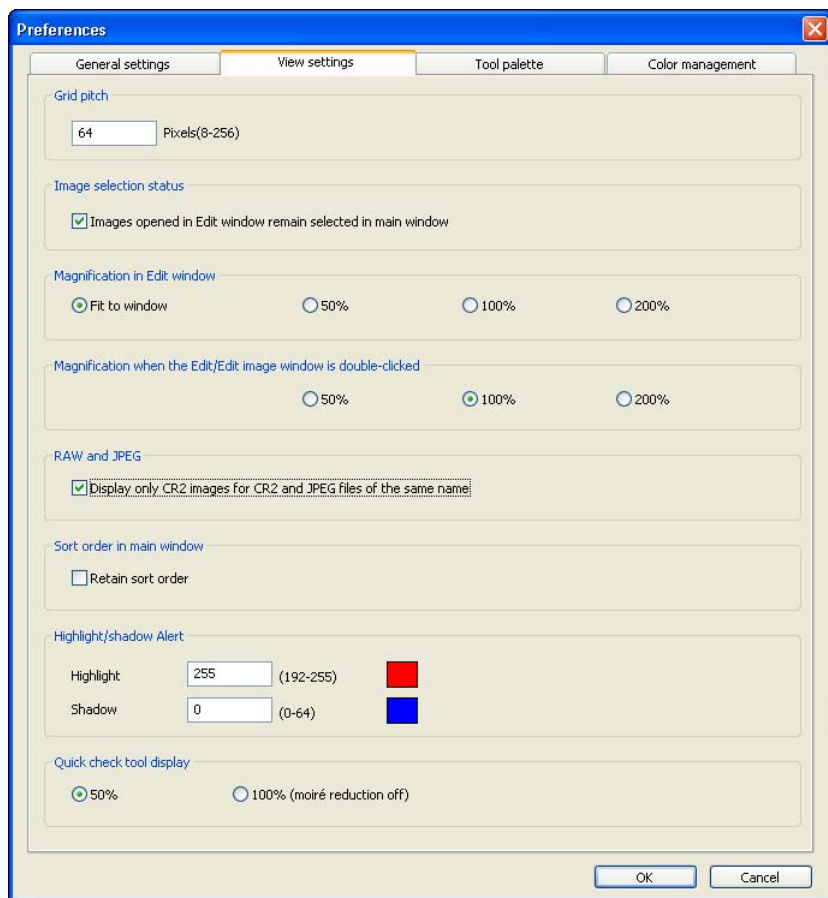 Preferences
General settings View settings Tool palette Color management
Grid pitch
64 Pixels(8-256)
Image selection status
Images opened in Edit window remain selected in main window
Magnification in Edit window
Fit to window 50% 100% 200%
Magnification when the Edit/Edit image window is double-clicked
50% 100% 200%
RAW and JPEG
Display only CR2 images for CR2 and JPEG files of the same name
Sort order in main window
Retain sort order
Highlight/shadow Alert
Highlight 255 (192-255)
Shadow 0 (0-64)
Quick check tool display
50% 100% (moiré reduction off)
OK Cancel